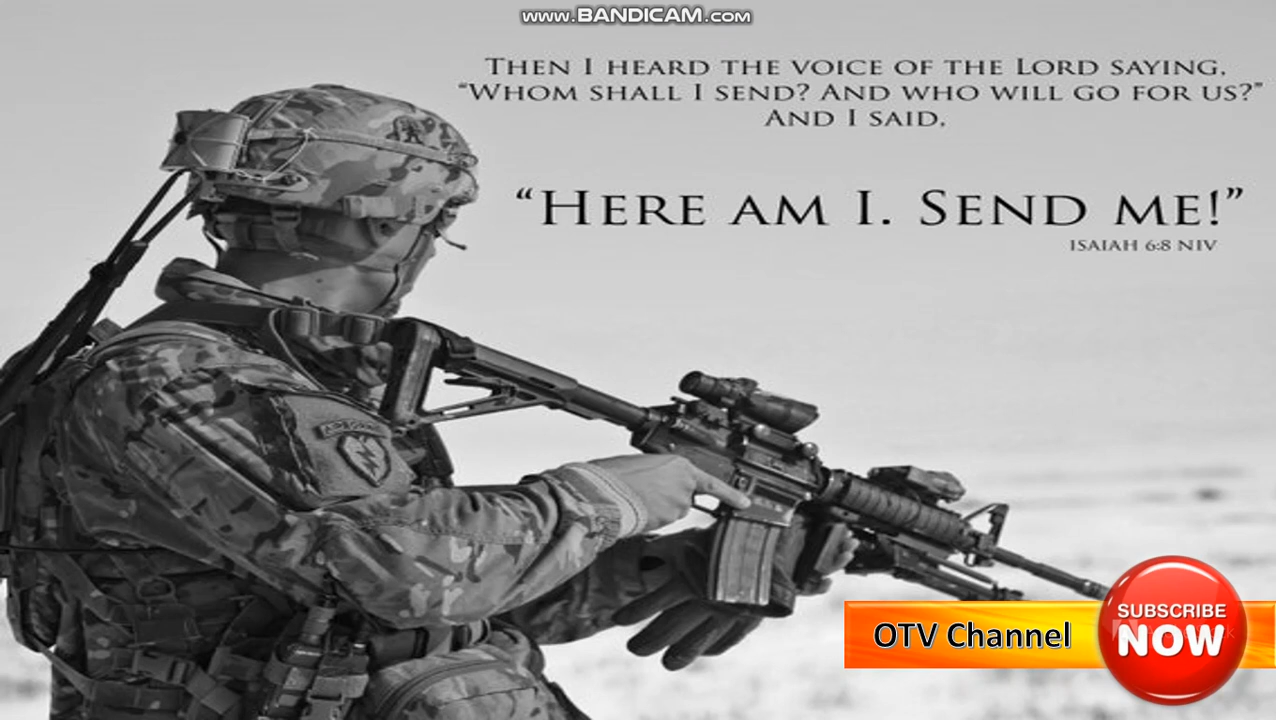 www.BANDICAM.com
THEN I HEARD THE VOICE OF THE LORD SAYING,
“WHOM SHALL I SEND? AND WHO WILL GO FOR US?”
AND I SAID,
“HERE AM I. SEND ME!”
ISAIAH 6:8 NIV
AIRBORNE
OTV Channel
SUBSCRIBE
NOW